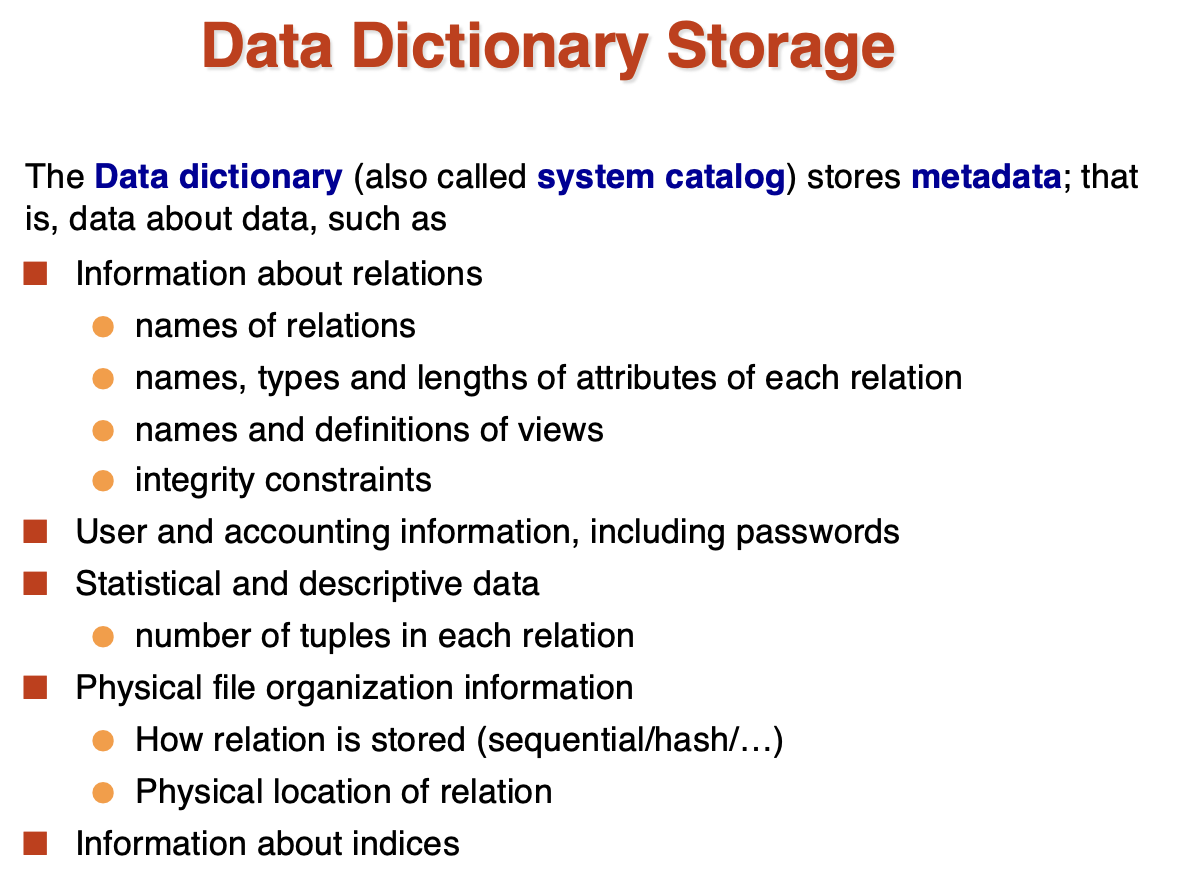 Data Dictionary Storage
The Data dictionary (also called system catalog) stores metadata; that
is, data about data, such as
Information about relations
names of relations
names, types and lengths of attributes of each relation
names and definitions of views
integrity constraints
User and accounting information, including passwords
Statistical and descriptive data
number of tuples in each relation
Physical file organization information
How relation is stored (sequential/hash/…)
Physical location of relation
Information about indices